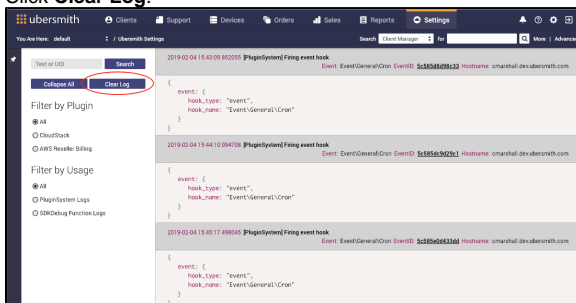 Click Clear Log.
ubersmith Clients Support Devices Orders Sales Reports Settings
You Are Here: default / Ubersmith Settings Search Client Manager for More | Advanced
Text or UID Search
Collapse All Clear Log
Filter by Plugin
All
CloudStack
AWS Reseller Billing
Filter by Usage
All
PluginSystem Logs
SDKDebug Function Logs
2019-02-04 15:43:09 852055 [PluginSystem] Firing event hook
Event: Event\General\Cron EventID: 5c585d8d98c33 Hostname: cmarshall.dev.ubersmith.com
{
event: {
hook_type: "event",
hook_name: "Event\General\Cron"
}
}
2019-02-04 15:44:10 094708 [PluginSystem] Firing event hook
Event: Event\General\Cron EventID: 5c585dc9d29c1 Hostname: cmarshall.dev.ubersmith.com
{
event: {
hook_type: "event",
hook_name: "Event\General\Cron"
}
}
2019-02-04 15:45:17 498045 [PluginSystem] Firing event hook
Event: Event\General\Cron EventID: 5c585e0d433dd Hostname: cmarshall.dev.ubersmith.com
{
event: {
hook_type: "event",
hook_name: "Event\General\Cron"
}